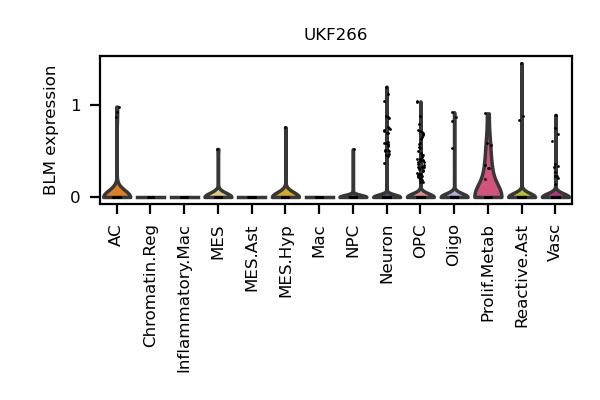 UKF266
BLM expression
1
0
AC
Chromatin.Reg
Inflammatory.Mac
MES
MES.Ast
MES.Hyp
Mac
NPC
Neuron
OPC
Oligo
Prolif.Metab
Reactive.Ast
Vasc